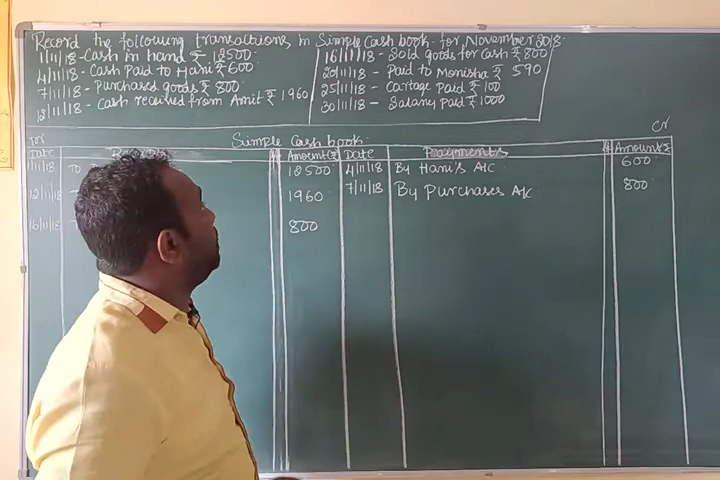 Record the following transactions in Simple Cash book for November 2018.
1/11/18 - Cash in hand ₹ 12500
4/11/18 - Cash Paid to Hani ₹ 600
7/11/18 - Purchased goods ₹ 800
12/11/18 - Cash received from Amit ₹ 1960
16/11/18 - Sold goods for Cash ₹ 800
20/11/18 - Paid to Monisha ₹ 590
25/11/18 - Cartage Paid ₹ 100
30/11/18 - Salary Paid ₹ 1000
Simple Cash book. Cr
Date Amount(₹) Date Payments Amount ₹
1/11/18 To 12500 4/11/18 By Hani's A/c 600
12/11/18 1960 7/11/18 By Purchases A/c 800
16/11/18 800